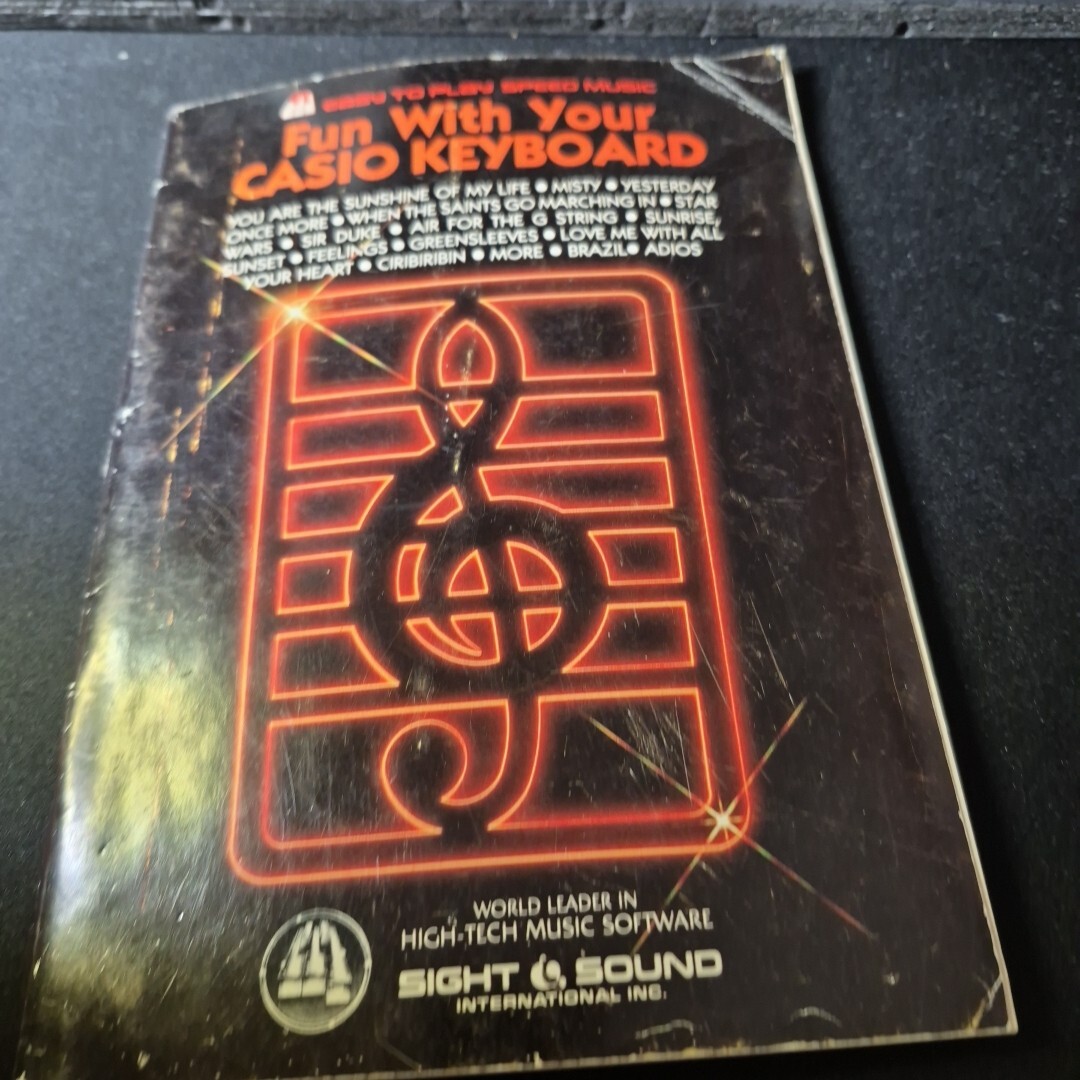 EASY TO PLAY SPEED MUSIC
Fun With Your
CASIO KEYBOARD
YOU ARE THE SUNSHINE OF MY LIFE • MISTY • YESTERDAY
ONCE MORE • WHEN THE SAINTS GO MARCHING IN • STAR
WARS • SIR DUKE • AIR FOR THE G STRING • SUNRISE,
SUNSET • FEELINGS • GREENSLEEVES • LOVE ME WITH ALL
YOUR HEART • CIRIBIRIBIN • MORE • BRAZIL • ADIOS
WORLD LEADER IN
HIGH-TECH MUSIC SOFTWARE
SIGHT & SOUND
INTERNATIONAL INC.